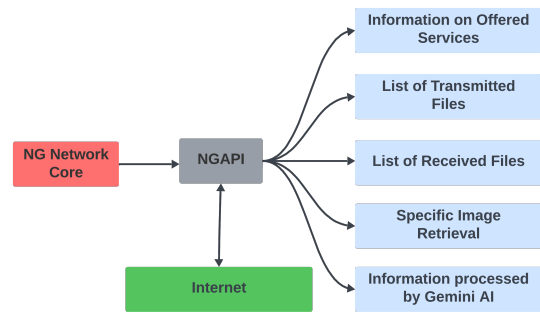 Information on Offered
Services
List of Transmitted
Files
NG Network
Core
NGAPI
List of Received Files
Specific Image
Retrieval
Internet
Information processed
by Gemini AI